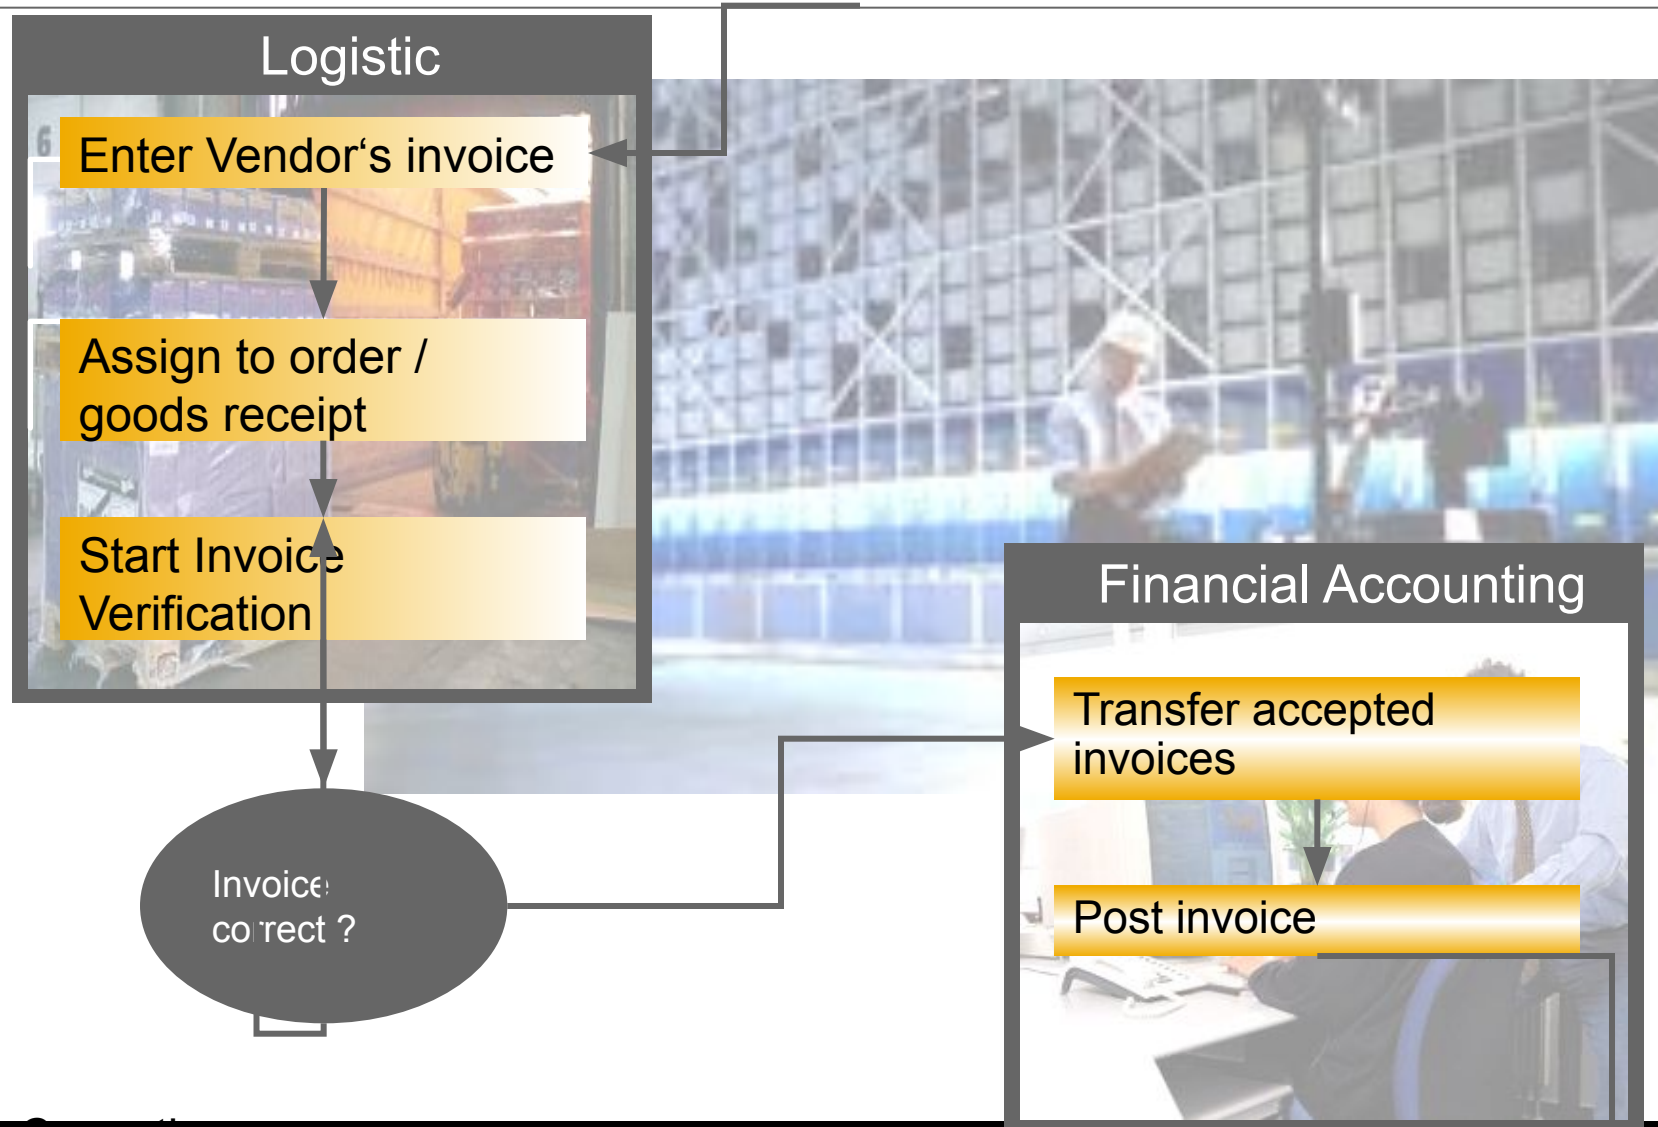 Logistic
Enter Vendor‘s invoice
Assign to order /
goods receipt
Start Invoice
Verification
Financial Accounting
Transfer accepted
invoices
Post invoice
Invoice
correct ?
6